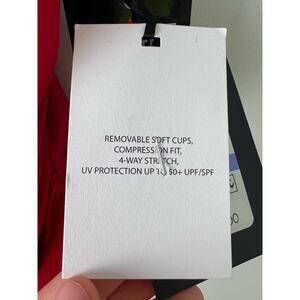 REMOVABLE SOFT CUPS,
COMPRESSION FIT,
4-WAY STRETCH,
UV PROTECTION UP TO 50+ UPF/SPF